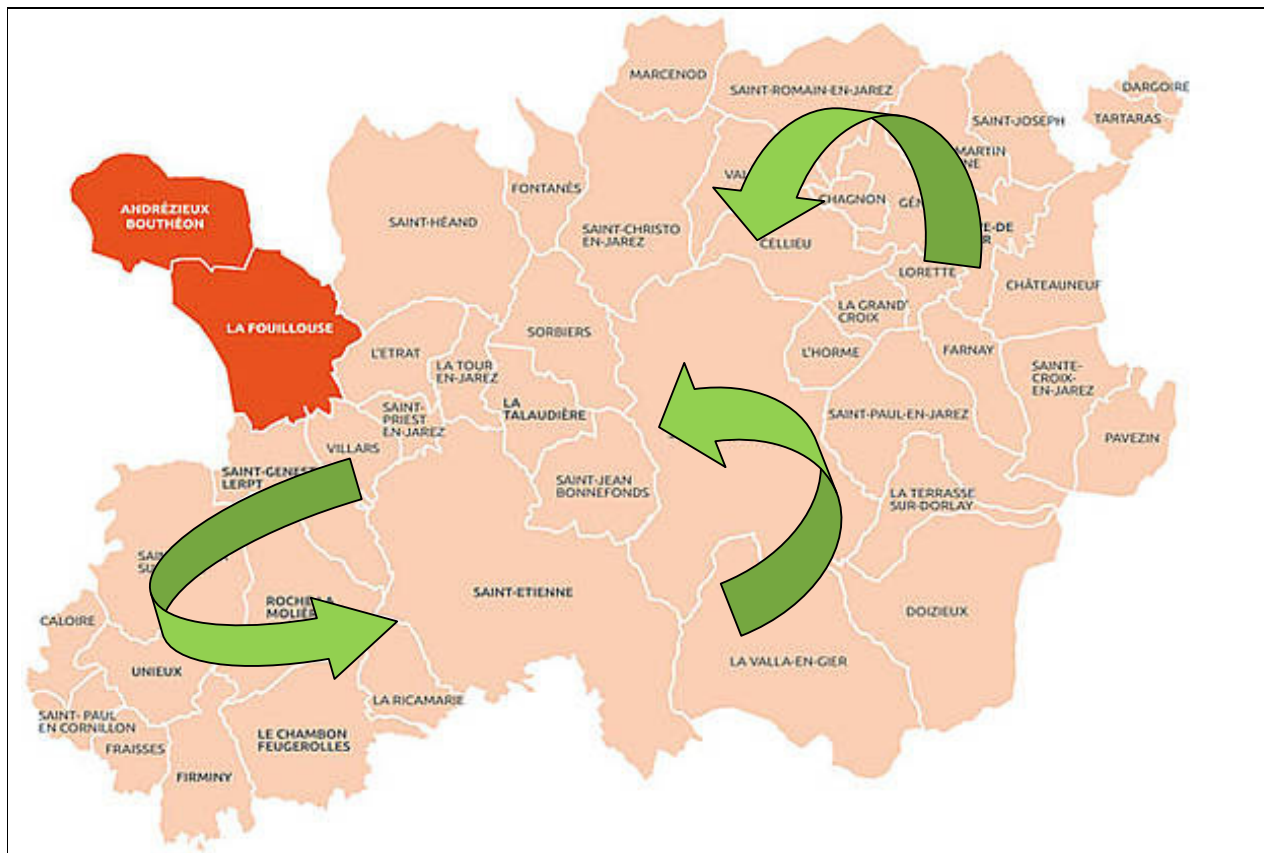 MARCENOD
SAINT-ROMAIN-EN-JAREZ
DARGOIRE
SAINT-JOSEPH
TARTARAS
MARTIN
FONTANÈS
CHAGNON
ANDRÉZIEUX
BOUTHÉON
SAINT-HÉAND
SAINT-CHRISTO
EN-JAREZ
CELLIEU
LORETTE
CHÂTEAUNEUF
LA GRAND'
CROIX
LA FOUILLOUSE
SORBIERS
L'ETRAT
L'HORME
FARNAY
LA TOUR
EN-JAREZ
SAINTE-
CROIX-
EN-JAREZ
LA
TALAUDIÈRE
SAINT-
PRIEST
EN-JAREZ
SAINT-PAUL-EN-JAREZ
PAVEZIN
VILLARS
SAINT-GENEST
LERPT
SAINT-JEAN
BONNEFONDS
LA TERRASSE
SUR-DORLAY
SAINT-ETIENNE
ROCHE-LA
MOLIÈRE
DOIZIEUX
CALOIRE
UNIEUX
LA VALLA-EN-GIER
LA RICAMARIE
SAINT- PAUL
EN CORNILLON
LE CHAMBON
FEUGEROLLES
FRAISSES
FIRMINY